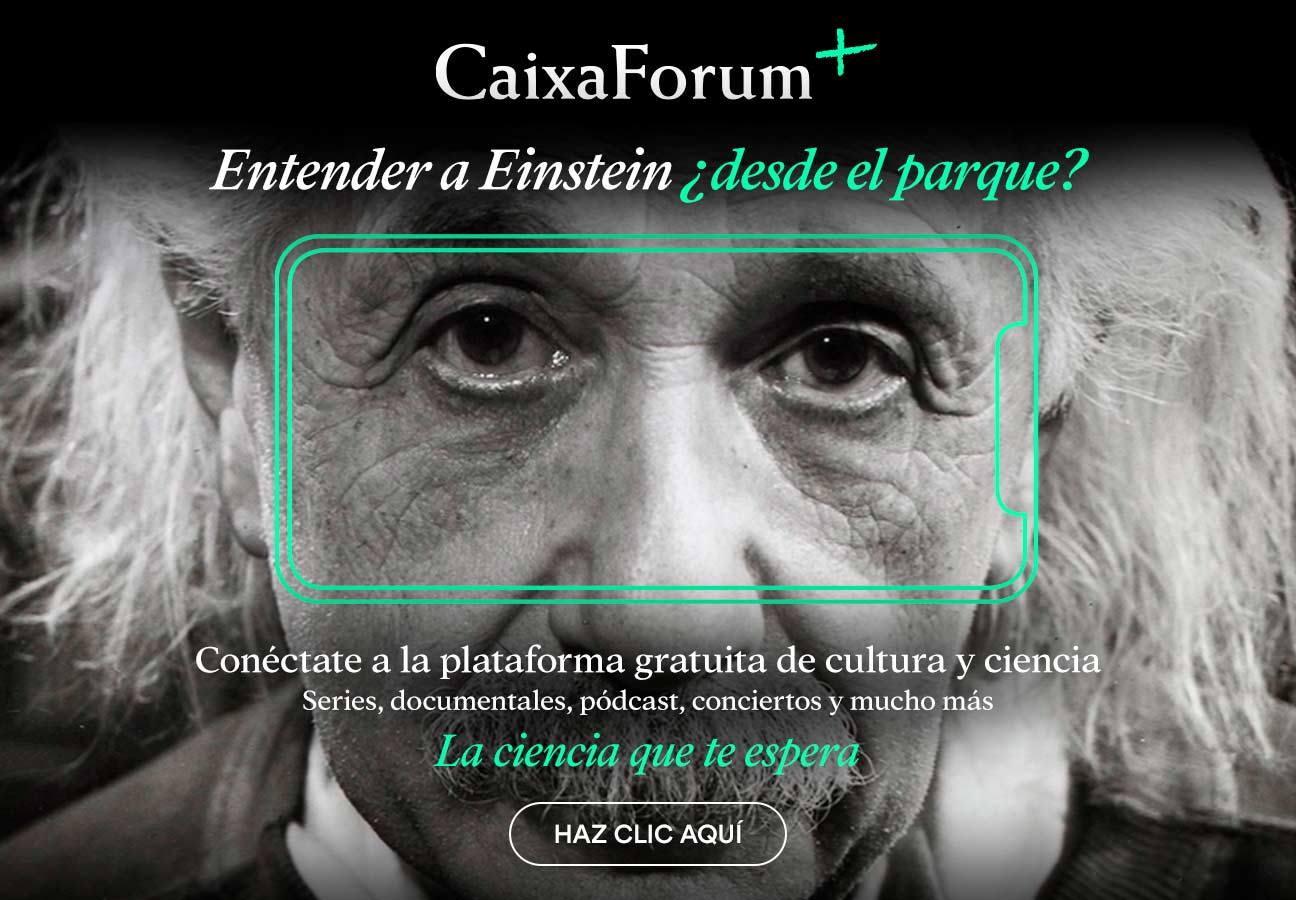 CaixaForum+
Entender a Einstein ¿desde el parque?
Conéctate a la plataforma gratuita de cultura y ciencia
Series, documentales, pódcast, conciertos y mucho más
La ciencia que te espera
HAZ CLIC AQUÍ